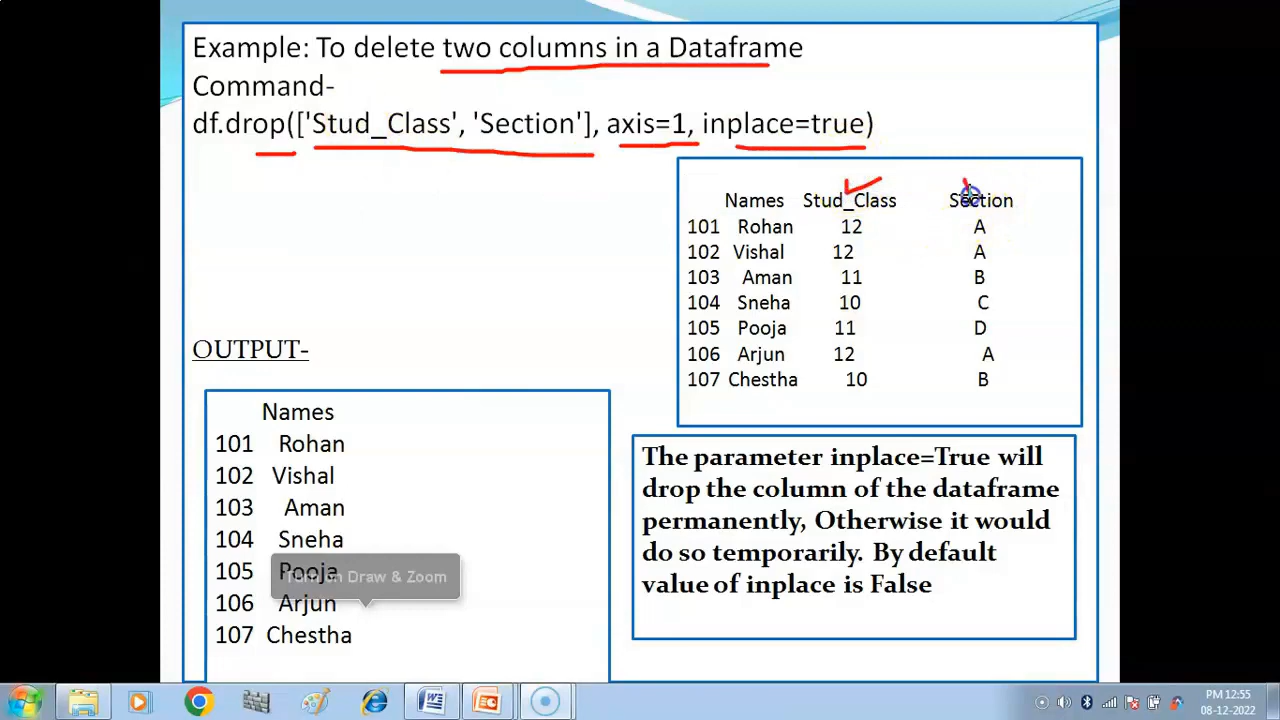 Example: To delete two columns in a Dataframe
Command-
df.drop(['Stud_Class', 'Section'], axis=1, inplace=true)
Names Stud_Class Section
101 Rohan 12 A
102 Vishal 12 A
103 Aman 11 B
104 Sneha 10 C
105 Pooja 11 D
106 Arjun 12 A
107 Chestha 10 B
OUTPUT-
Names
101 Rohan
102 Vishal
103 Aman
104 Sneha
105 Pooja
106 Arjun
107 Chestha
Turn on Draw & Zoom
The parameter inplace=True will
drop the column of the dataframe
permanently, Otherwise it would
do so temporarily. By default
value of inplace is False
PM 12:55
08-12-2022